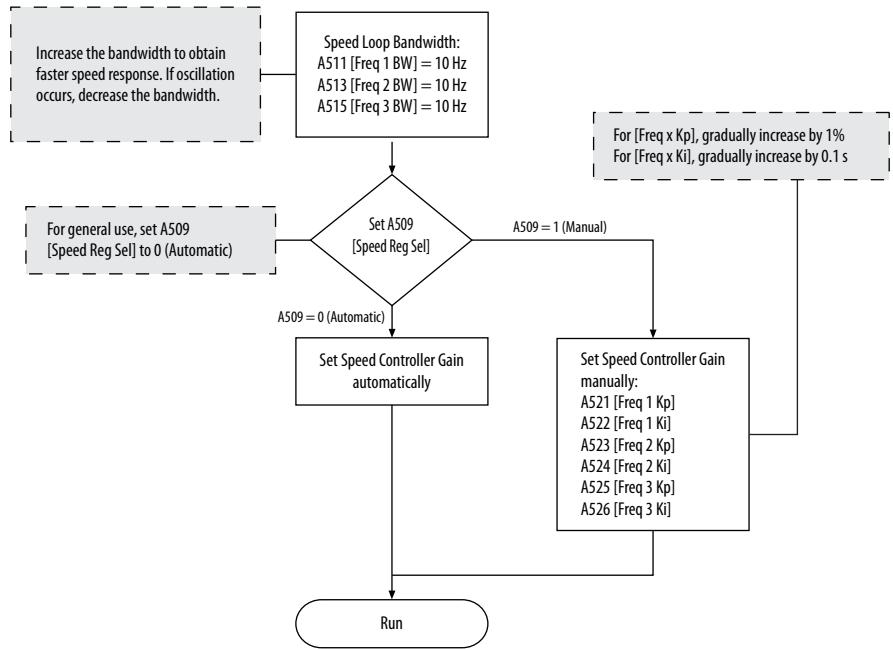 Increase the bandwidth to obtain
faster speed response. If oscillation
occurs, decrease the bandwidth.
Speed Loop Bandwidth:
A511 [Freq 1 BW] = 10 Hz
A513 [Freq 2 BW] = 10 Hz
A515 [Freq 3 BW] = 10 Hz
For [Freq x Kp], gradually increase by 1%
For [Freq x Ki], gradually increase by 0.1 s
For general use, set A509
[Speed Reg Sel] to 0 (Automatic)
Set A509
[Speed Reg Sel]
A509 = 1 (Manual)
A509 = 0 (Automatic)
Set Speed Controller Gain
automatically
Set Speed Controller Gain
manually:
A521 [Freq 1 Kp]
A522 [Freq 1 Ki]
A523 [Freq 2 Kp]
A524 [Freq 2 Ki]
A525 [Freq 3 Kp]
A526 [Freq 3 Ki]
Run